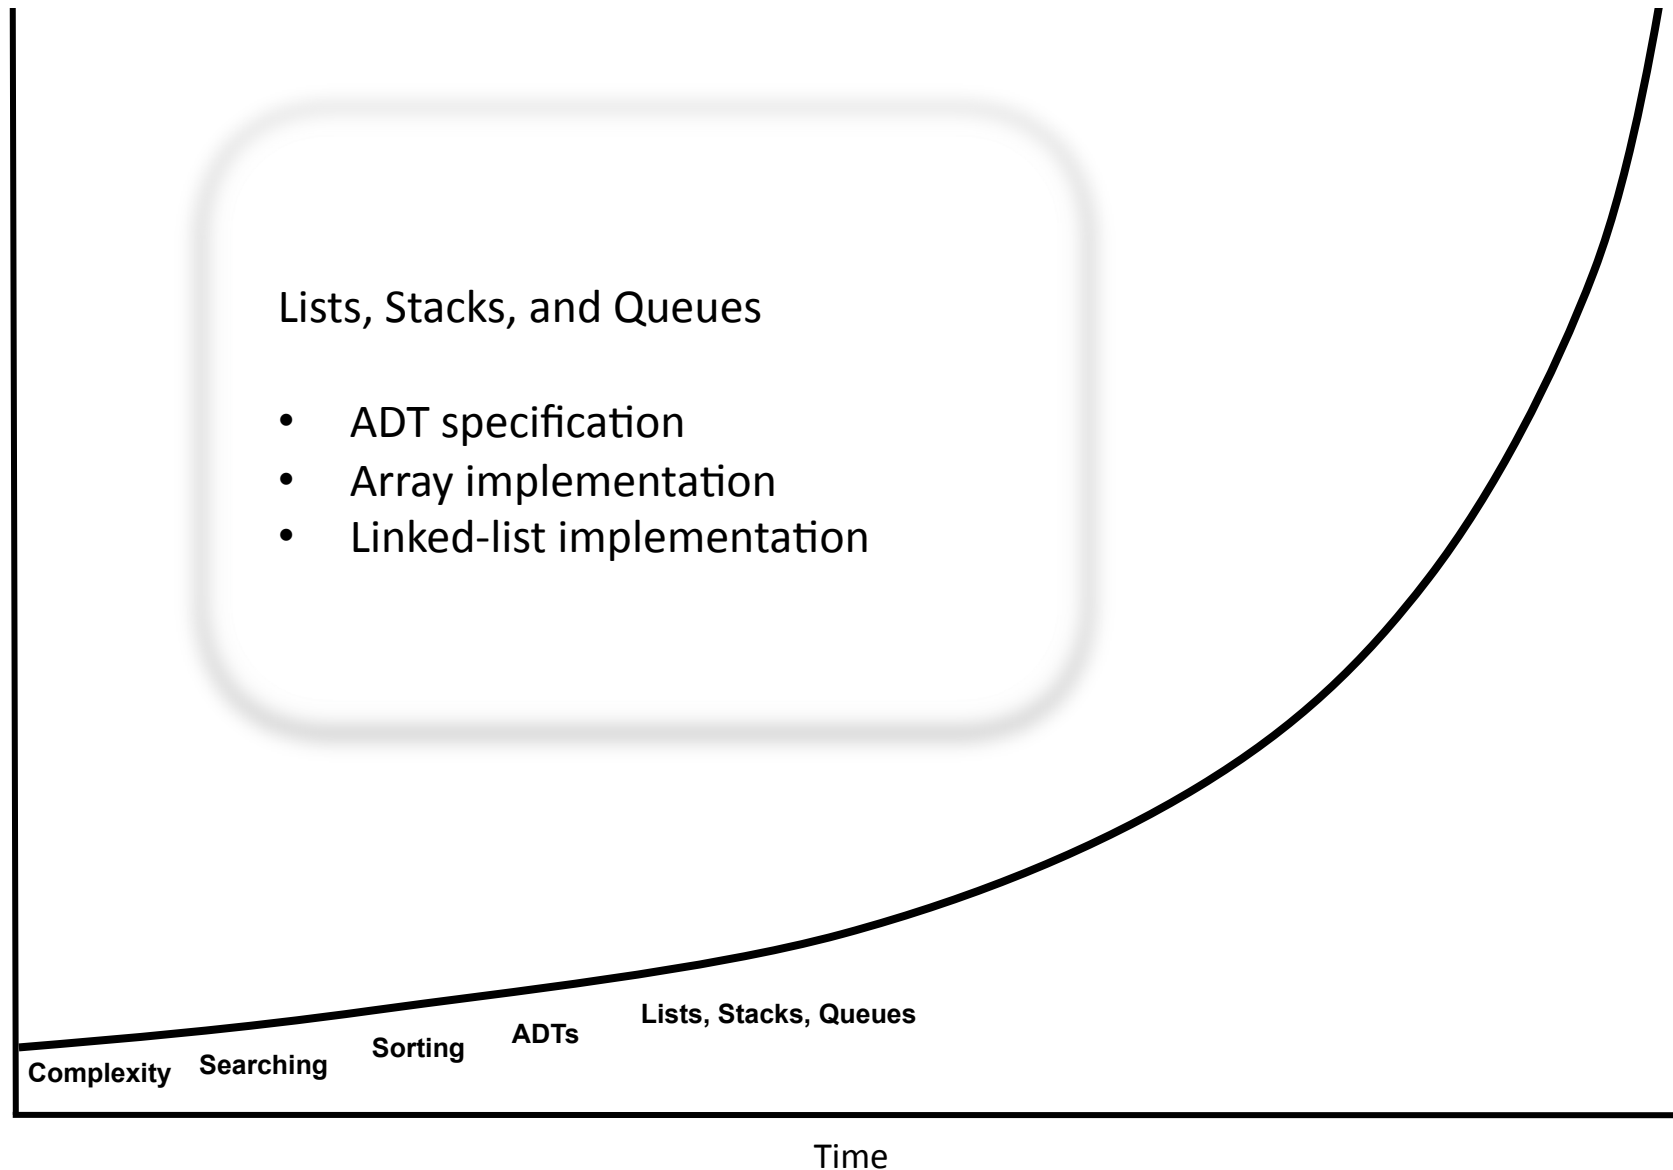 Lists, Stacks, and Queues
• ADT specification
• Array implementation
• Linked-list implementation
Lists, Stacks, Queues
ADTs
Sorting
Searching
Complexity
Time